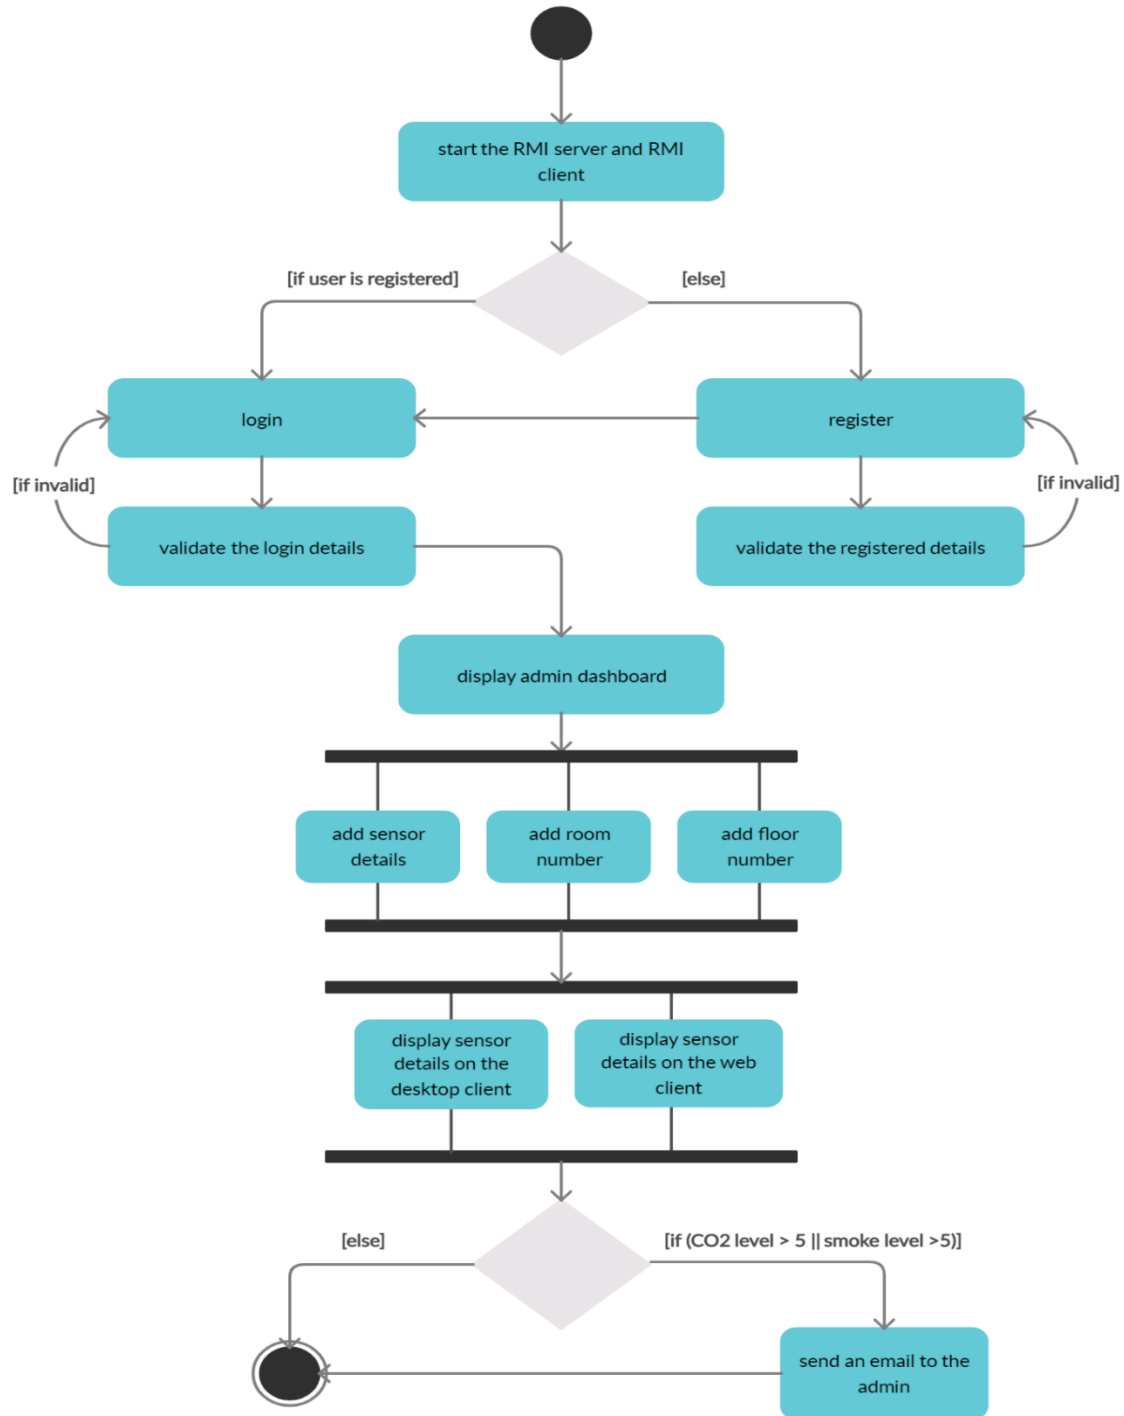 start the RMI server and RMI
client
[if user is registered]
[else]
login
register
[if invalid]
[if invalid]
validate the login details
validate the registered details
display admin dashboard
add sensor
details
add room
number
add floor
number
display sensor
details on the
desktop client
display sensor
details on the web
client
[else]
[if (CO2 level > 5 || smoke level >5)]
send an email to the
admin